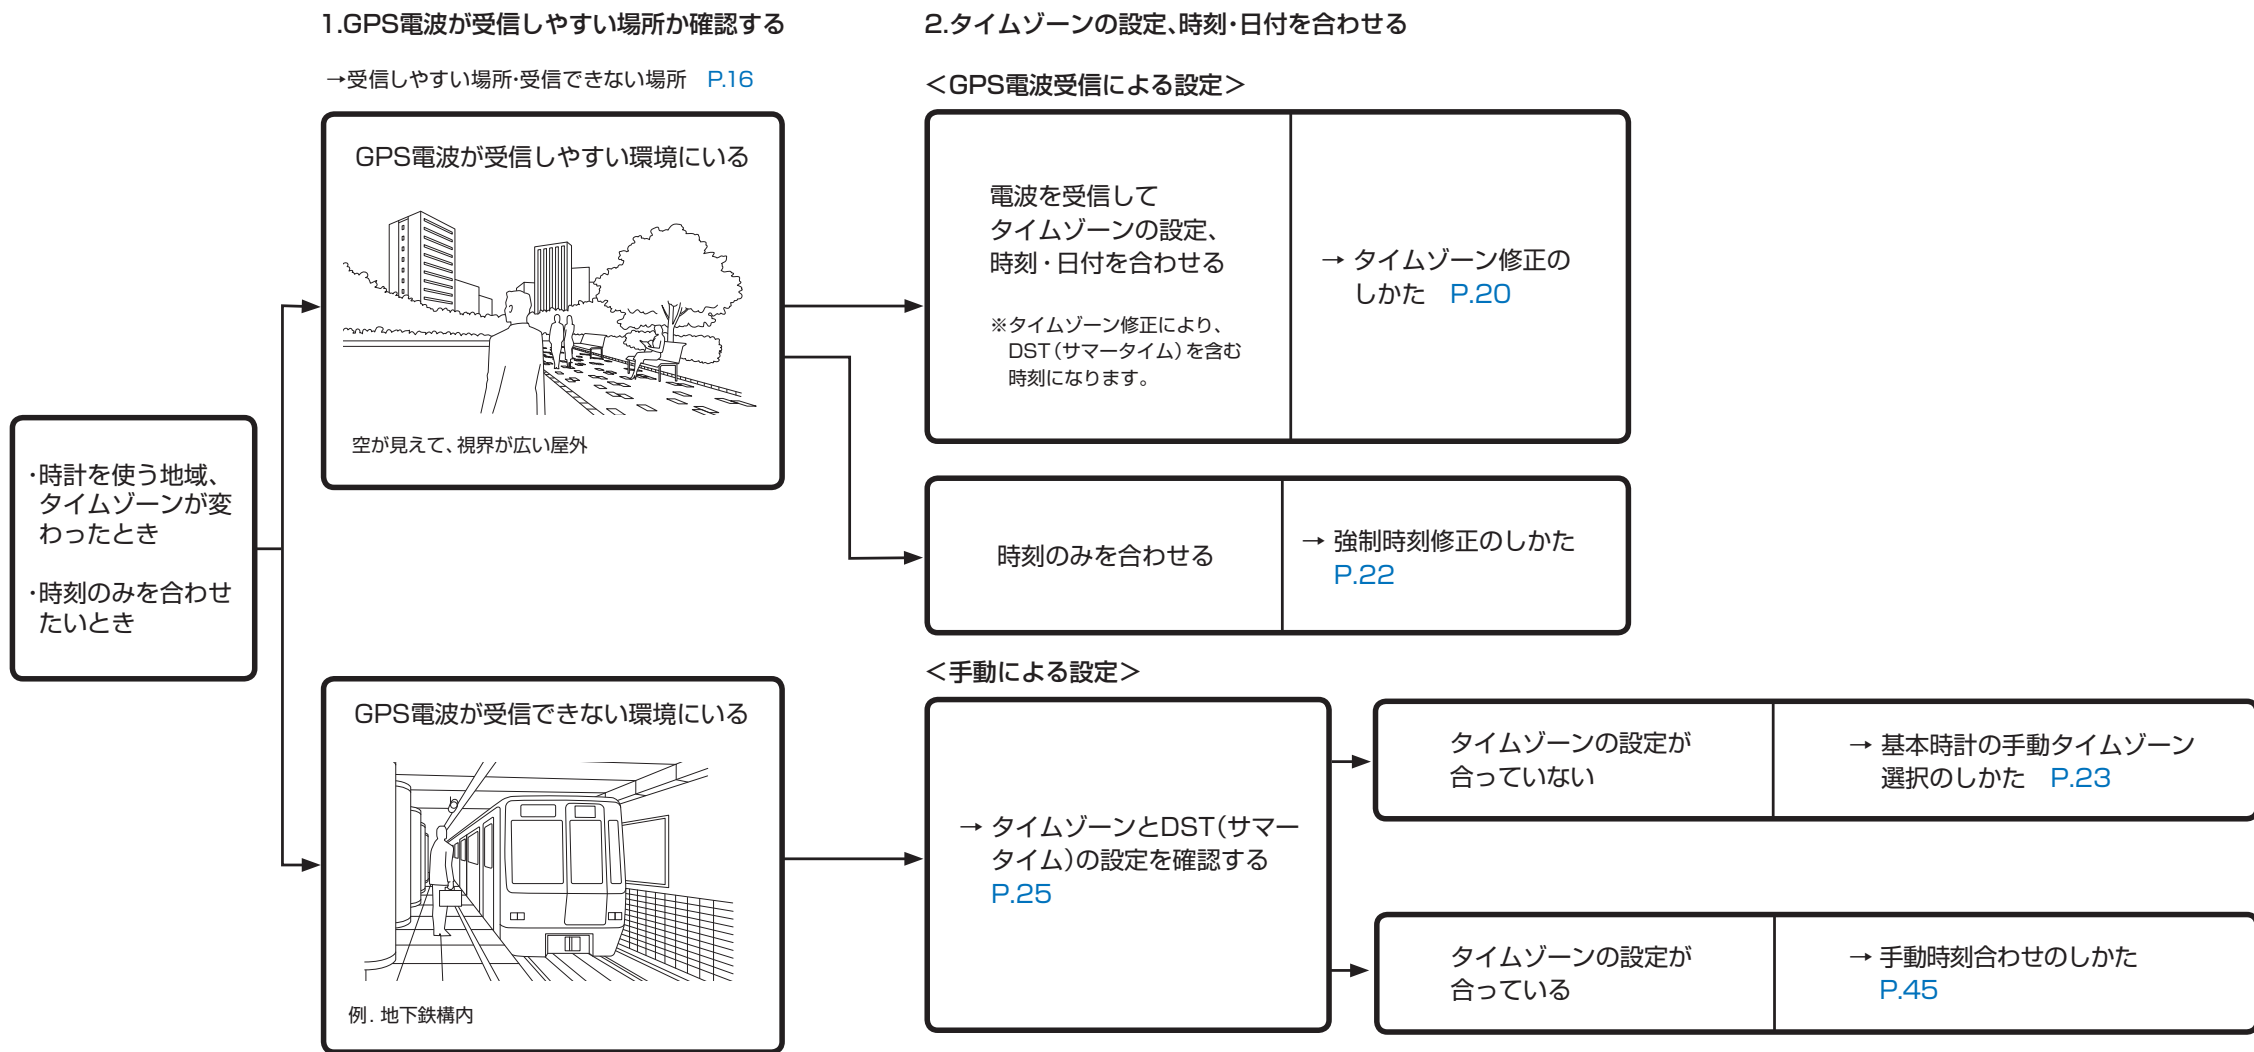 1.GPS電波が受信しやすい場所か確認する
→受信しやすい場所・受信できない場所 P.16
2.タイムゾーンの設定、時刻・日付を合わせる
・時計を使う地域、
タイムゾーンが変
わったとき
・時刻のみを合わせ
たいとき
GPS電波が受信しやすい環境にいる
空が見えて、視界が広い屋外
＜GPS電波受信による設定＞
電波を受信して
タイムゾーンの設定、
時刻・日付を合わせる
※タイムゾーン修正により、
DST（サマータイム）を含む
時刻になります。
→ タイムゾーン修正の
しかた P.20
時刻のみを合わせる
→ 強制時刻修正のしかた
P.22
GPS電波が受信できない環境にいる
例. 地下鉄構内
＜手動による設定＞
→ タイムゾーンとDST（サマー
タイム）の設定を確認する
P.25
タイムゾーンの設定が
合っていない
→ 基本時計の手動タイムゾーン
選択のしかた P.23
タイムゾーンの設定が
合っている
→ 手動時刻合わせのしかた
P.45